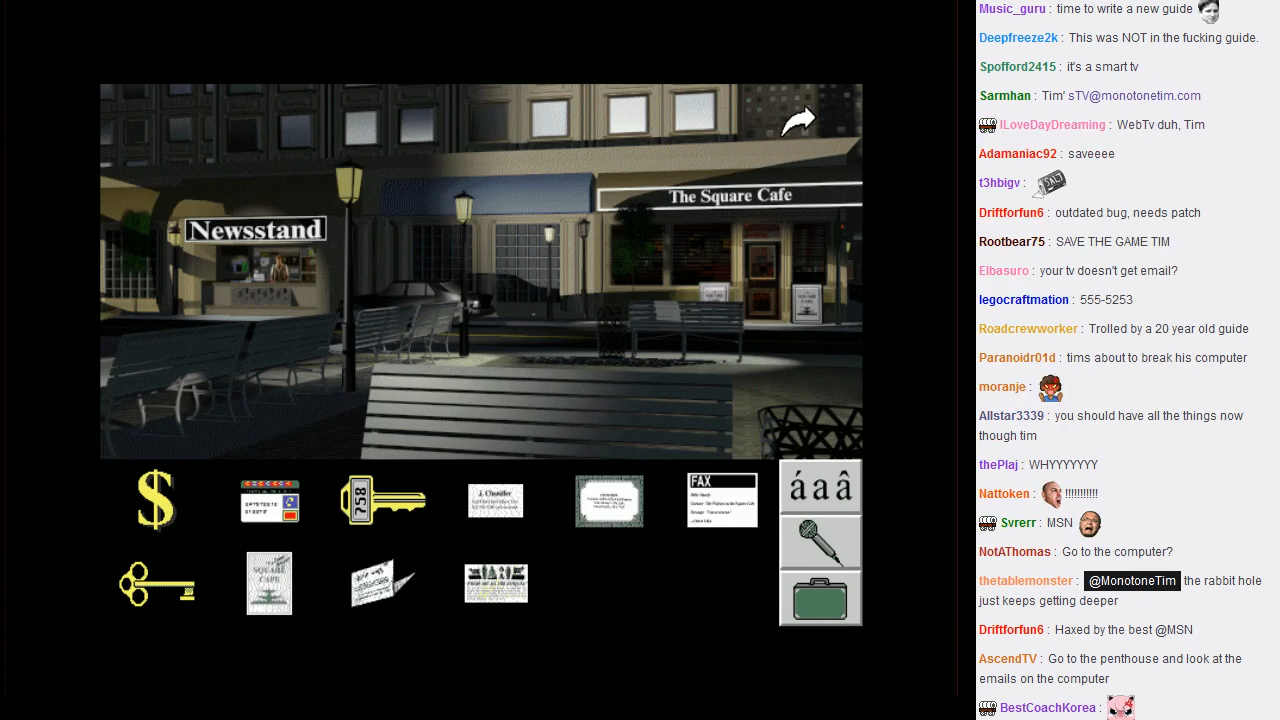 Newsstand
The Square Cafe
758
J. Chandler
FAX
SQUARE
CAFE
á a â
Music_guru : time to write a new guide
Deepfreeze2k : This was NOT in the fucking guide.
Spofford2415 : it's a smart tv
Sarmhan : Tim' sTV@monotonetim.com
ILoveDayDreaming : WebTv duh, Tim
Adamaniac92 : saveeee
t3hbigv :
Driftforfun6 : outdated bug, needs patch
Rootbear75 : SAVE THE GAME TIM
Elbasuro : your tv doesn't get email?
legocraftmation : 555-5253
Roadcrewworker : Trolled by a 20 year old guide
Paranoidr01d : tims about to break his computer
moranje :
Allstar3339 : you should have all the things now
though tim
thePlaj : WHYYYYYY
Nattoken :
Svrerr : MSN
NotAThomas : Go to the computer?
thetablemonster : @MonotoneTim this rabbit hole
just keeps getting deeper
Driftforfun6 : Haxed by the best @MSN
AscendTV : Go to the penthouse and look at the
emails on the computer
BestCoachKorea :